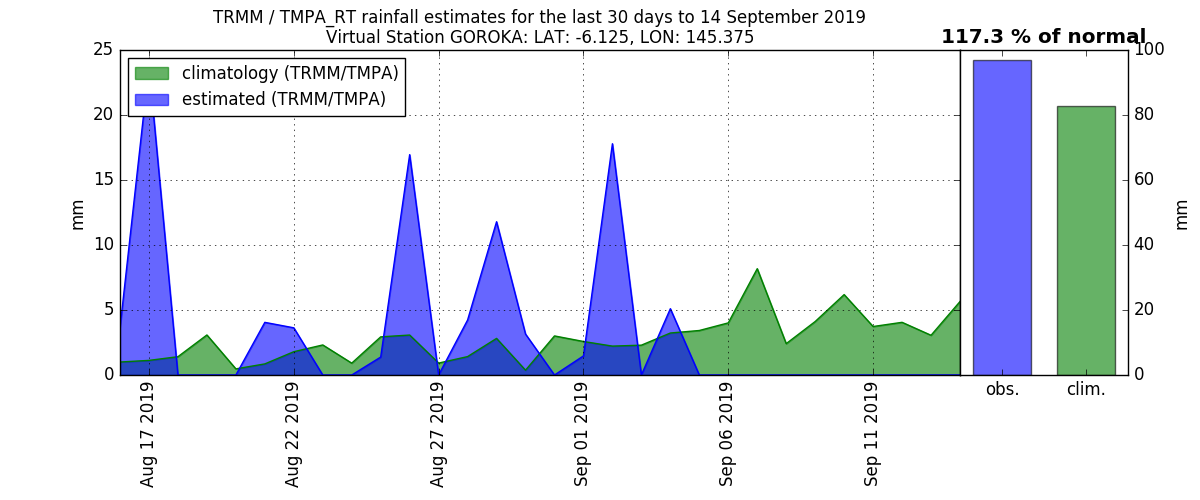 TRMM / TMPA_RT rainfall estimates for the last 30 days to 14 September 2019
Virtual Station GOROKA: LAT: -6.125, LON: 145.375
117.3 % of normal
climatology (TRMM/TMPA)
estimated (TRMM/TMPA)
25
20
15
10
5
0
mm
100
80
60
40
20
0
mm
obs.
clim.
Aug 17 2019
Aug 22 2019
Aug 27 2019
Sep 01 2019
Sep 06 2019
Sep 11 2019